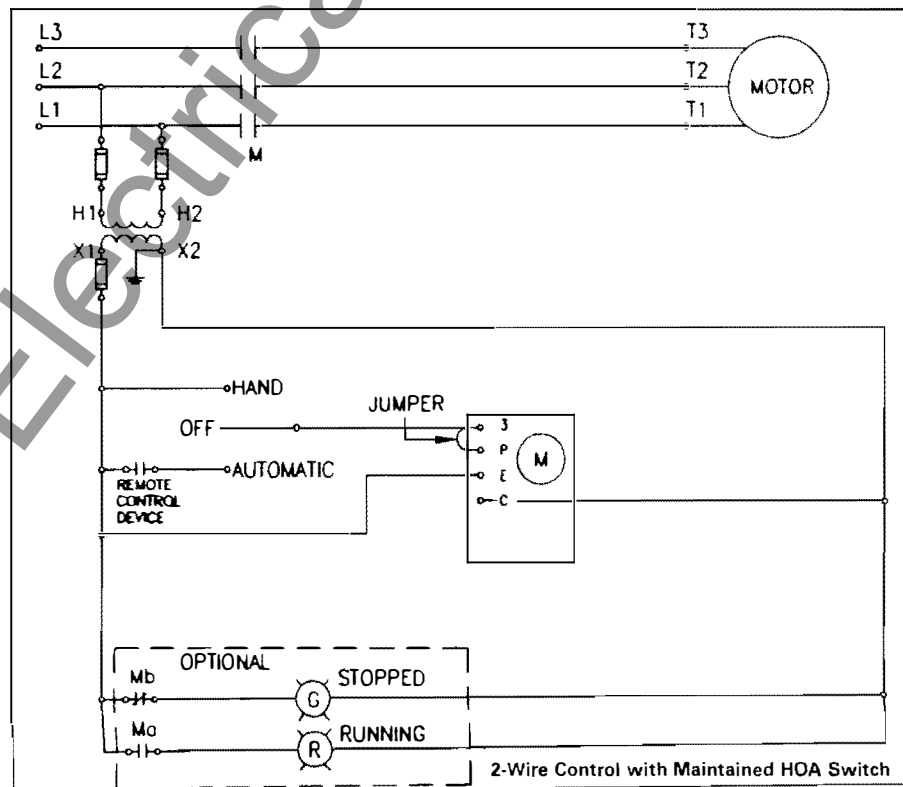 Electrical
L3
T3
L2
T2
MOTOR
L1
T1
M
H1
H2
X1
X2
HAND
JUMPER
OFF
3
P
M
AUTOMATIC
E
REMOTE
CONTROL
DEVICE
C
OPTIONAL
Mb
STOPPED
G
Ma
RUNNING
R
2-Wire Control with Maintained HOA Switch